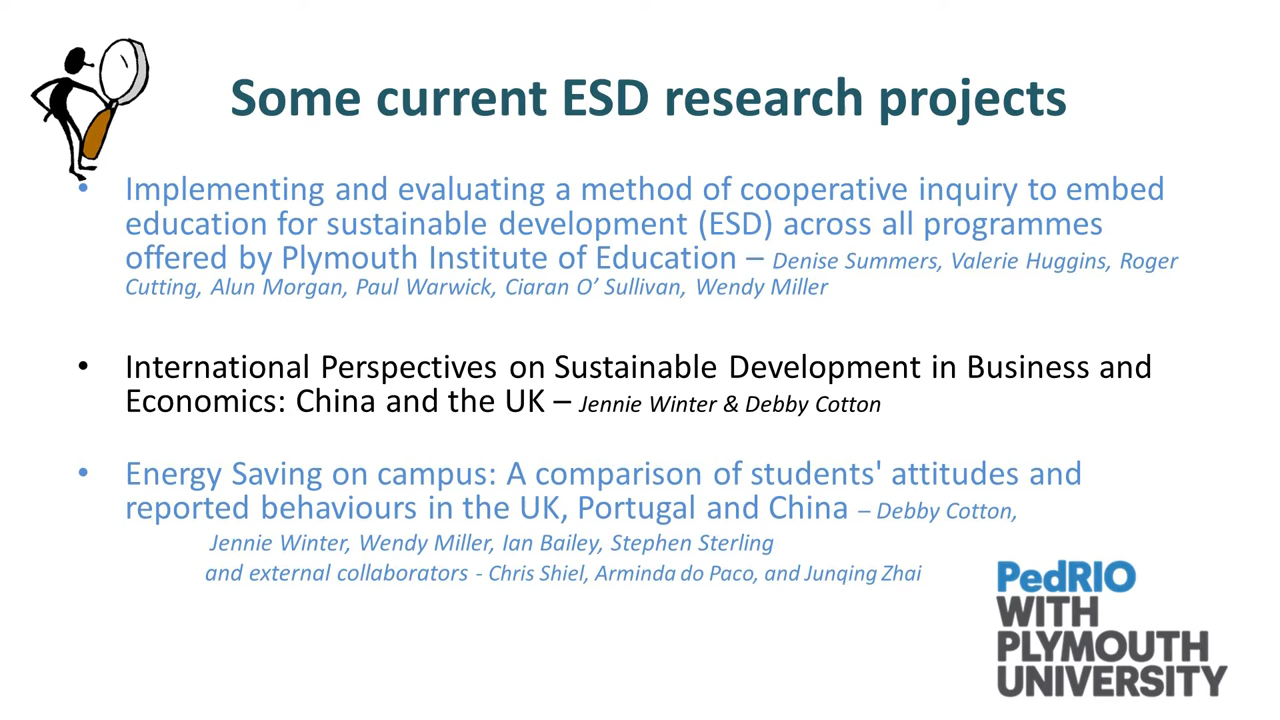 Some current ESD research projects
• Implementing and evaluating a method of cooperative inquiry to embed
education for sustainable development (ESD) across all programmes
offered by Plymouth Institute of Education – Denise Summers, Valerie Huggins, Roger
Cutting, Alun Morgan, Paul Warwick, Ciaran O’ Sullivan, Wendy Miller
• International Perspectives on Sustainable Development in Business and
Economics: China and the UK – Jennie Winter & Debby Cotton
• Energy Saving on campus: A comparison of students' attitudes and
reported behaviours in the UK, Portugal and China – Debby Cotton,
Jennie Winter, Wendy Miller, Ian Bailey, Stephen Sterling
and external collaborators - Chris Shiel, Arminda do Paco, and Junqing Zhai
PedRIO
WITH
PLYMOUTH
UNIVERSITY